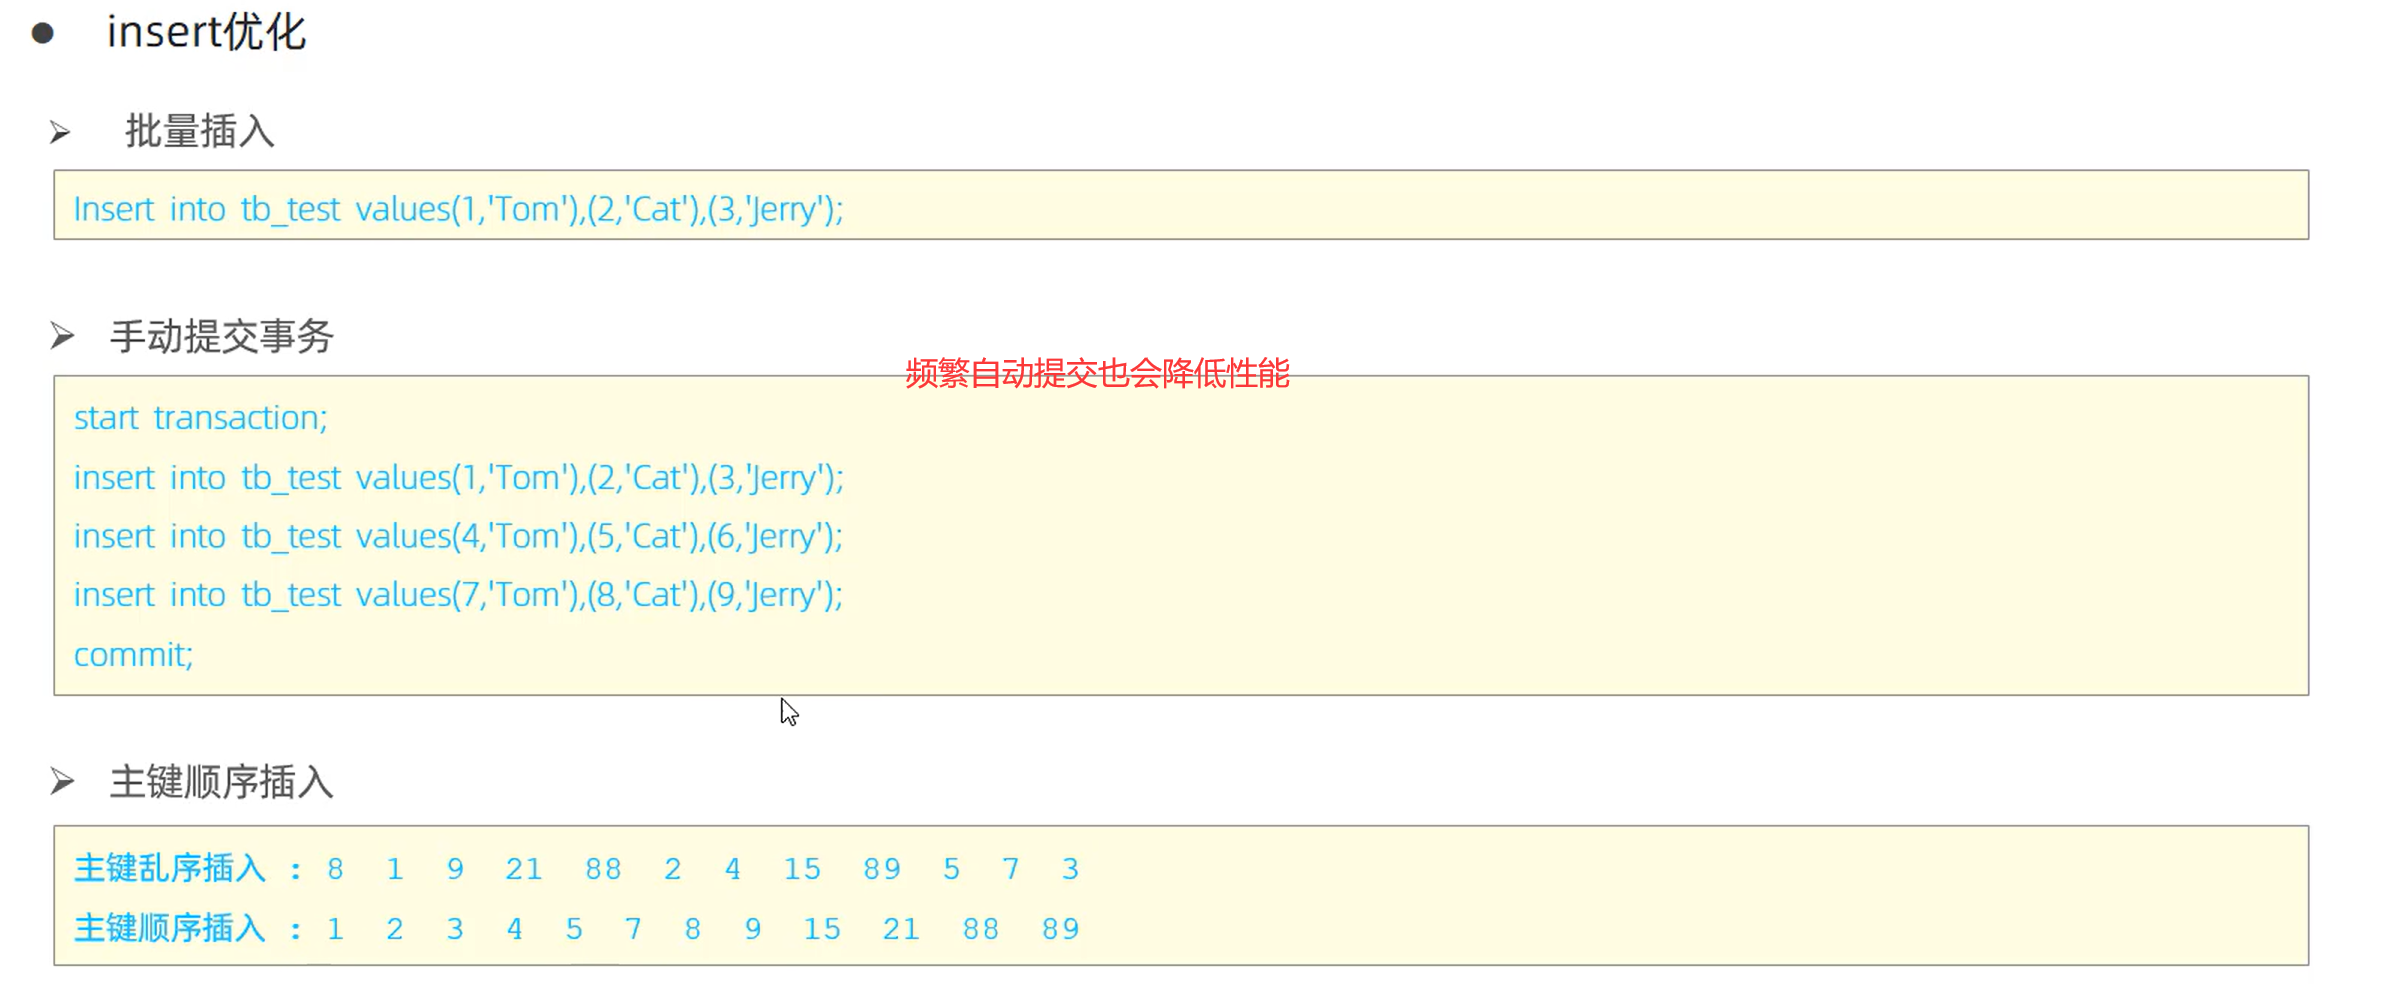 insert优化
批量插入
Insert into tb_test values(1,'Tom'),(2,'Cat'),(3,'Jerry');
手动提交事务
频繁自动提交也会降低性能
start transaction;
insert into tb_test values(1,'Tom'),(2,'Cat'),(3,'Jerry');
insert into tb_test values(4,'Tom'),(5,'Cat'),(6,'Jerry');
insert into tb_test values(7,'Tom'),(8,'Cat'),(9,'Jerry');
commit;
主键顺序插入
主键乱序插入 : 8 1 9 21 88 2 4 15 89 5 7 3
主键顺序插入 : 1 2 3 4 5 7 8 9 15 21 88 89